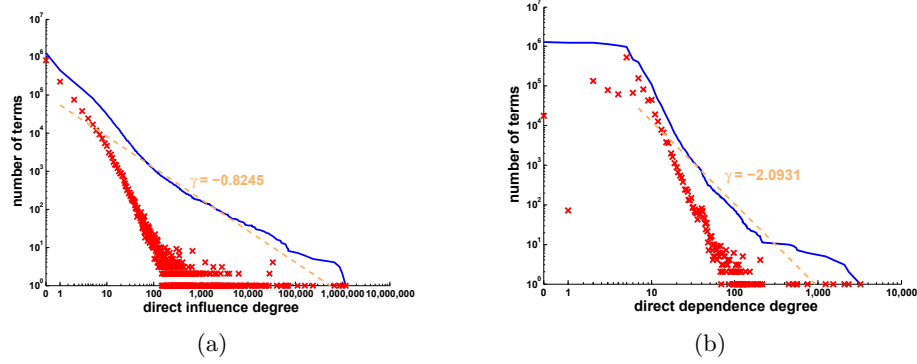 10^7
10^6
10^5
10^4
10^3
10^2
10^1
10^0
number of terms
γ = −0.8245
0 1 10 100 1,000 10,000 100,000 1,000,000 10,000,000
direct influence degree
(a)
10^7
10^6
10^5
10^4
10^3
10^2
10^1
10^0
number of terms
γ = −2.0931
0 1 10 100 1,000 10,000
direct dependence degree
(b)